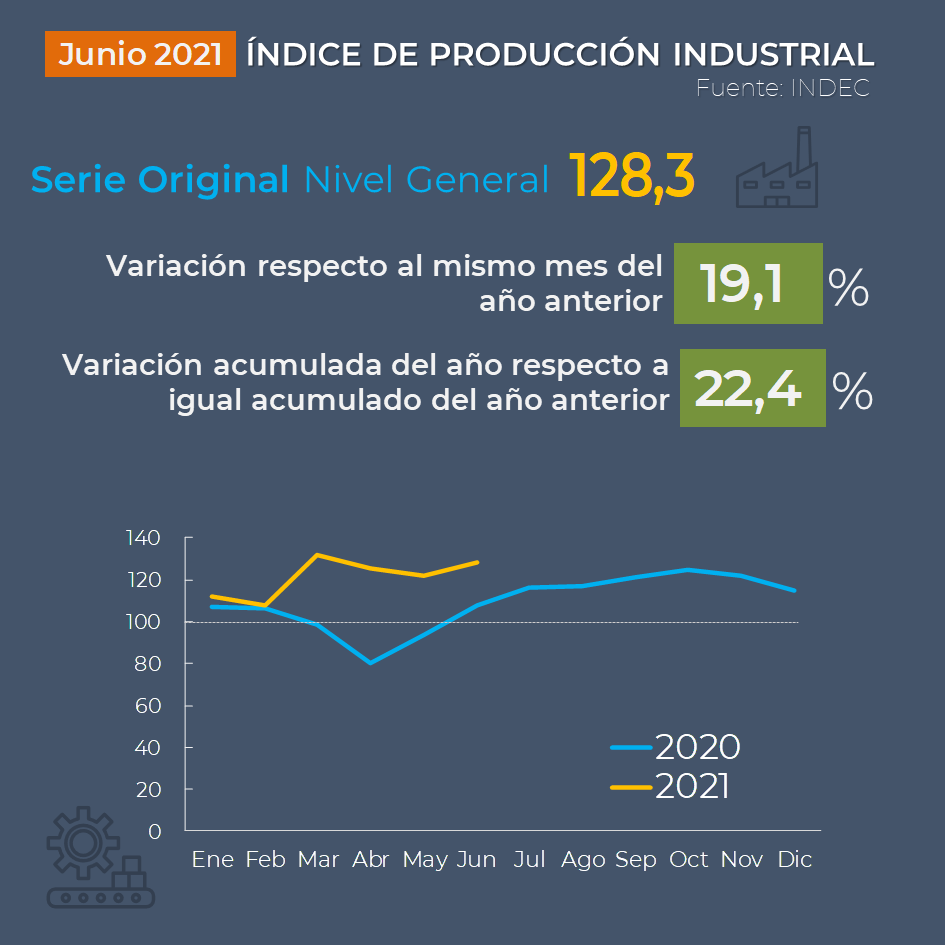 Junio 2021 ÍNDICE DE PRODUCCIÓN INDUSTRIAL
Fuente: INDEC
Serie Original Nivel General 128,3
Variación respecto al mismo mes del
año anterior
19,1 %
Variación acumulada del año respecto a
igual acumulado del año anterior
22,4 %
140
120
100
80
60
40
20
0
Ene Feb Mar Abr May Jun Jul Ago Sep Oct Nov Dic
2020
2021